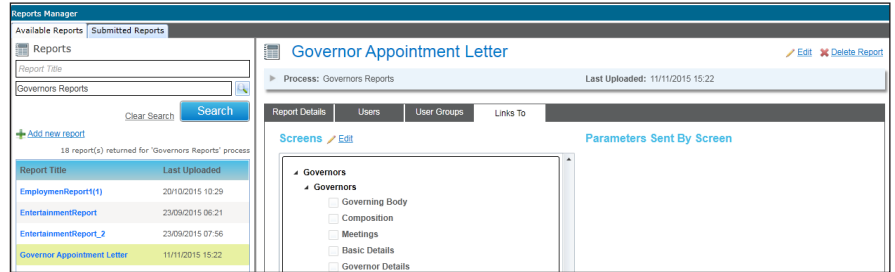 Reports Manager
Available Reports Submitted Reports
Reports
Report Title
Governors Reports
Clear Search Search
Add new report
18 report(s) returned for 'Governors Reports' process
Report Title Last Uploaded
EmploymenReport1(1) 20/10/2015 10:29
EntertainmentReport 23/09/2015 06:21
EntertainmentReport_2 23/09/2015 07:56
Governor Appointment Letter 11/11/2015 15:22
Governor Appointment Letter Edit Delete Report
Process: Governors Reports Last Uploaded: 11/11/2015 15:22
Report Details Users User Groups Links To
Screens Edit Parameters Sent By Screen
Governors
Governors
Governing Body
Composition
Meetings
Basic Details
Governor Details